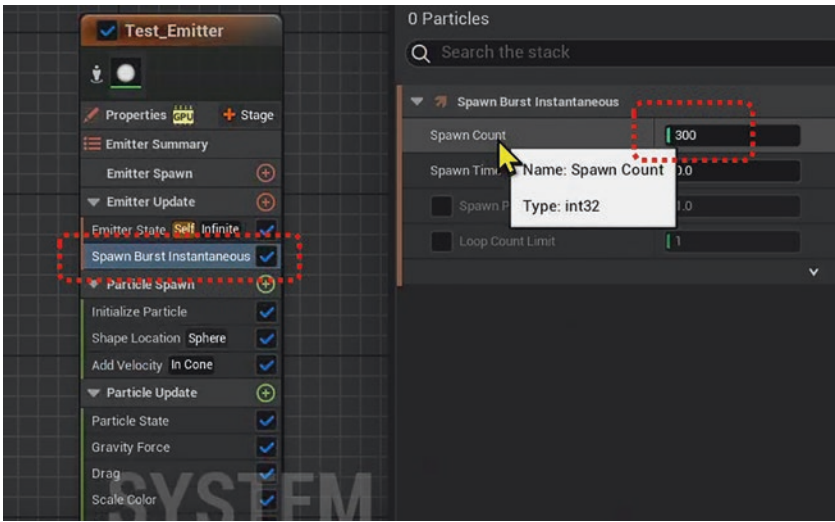 Test_Emitter
Properties GPU + Stage
Emitter Summary
Emitter Spawn
Emitter Update
Emitter State Self Infinite
Spawn Burst Instantaneous
Particle Spawn
Initialize Particle
Shape Location Sphere
Add Velocity In Cone
Particle Update
Particle State
Gravity Force
Drag
Scale Color
SYSTEM
0 Particles
Search the stack
Spawn Burst Instantaneous
Spawn Count 300
Spawn Time 0.0
Name: Spawn Count
Type: int32
Spawn P 1.0
Loop Count Limit 1